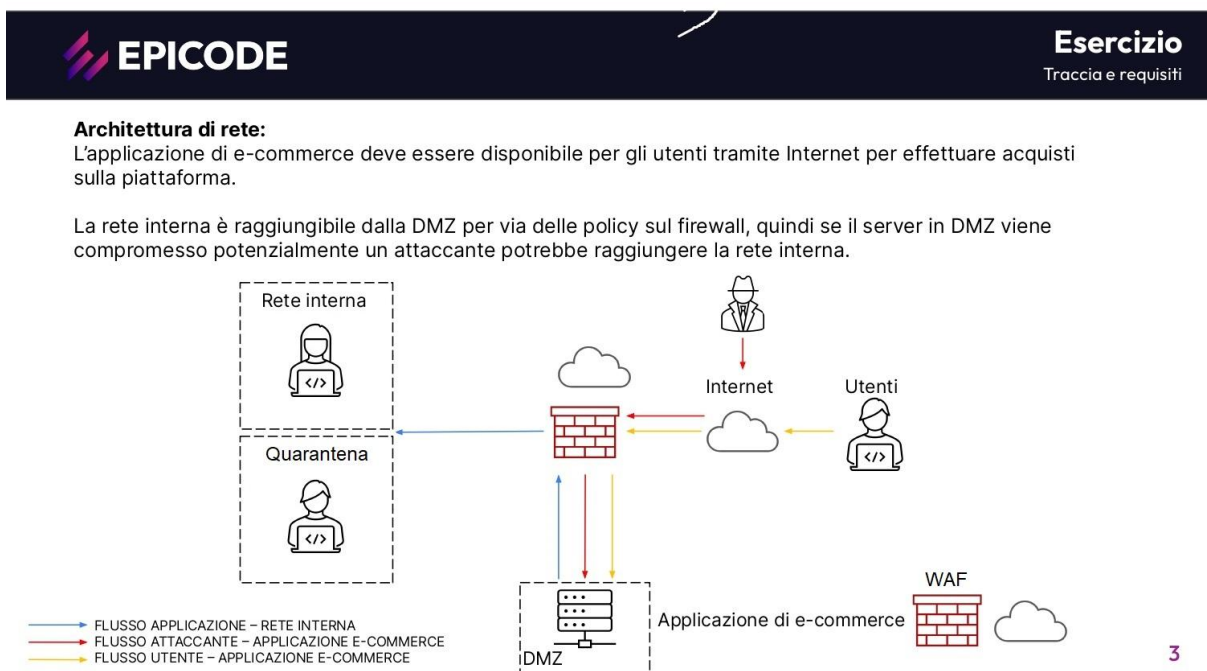 EPICODE
Esercizio
Traccia e requisiti
Architettura di rete:
L'applicazione di e-commerce deve essere disponibile per gli utenti tramite Internet per effettuare acquisti
sulla piattaforma.
La rete interna è raggiungibile dalla DMZ per via delle policy sul firewall, quindi se il server in DMZ viene
compromesso potenzialmente un attaccante potrebbe raggiungere la rete interna.
Rete interna
Internet
Utenti
Quarantena
WAF
Applicazione di e-commerce
DMZ
FLUSSO APPLICAZIONE – RETE INTERNA
FLUSSO ATTACCANTE – APPLICAZIONE E-COMMERCE
FLUSSO UTENTE – APPLICAZIONE E-COMMERCE
3